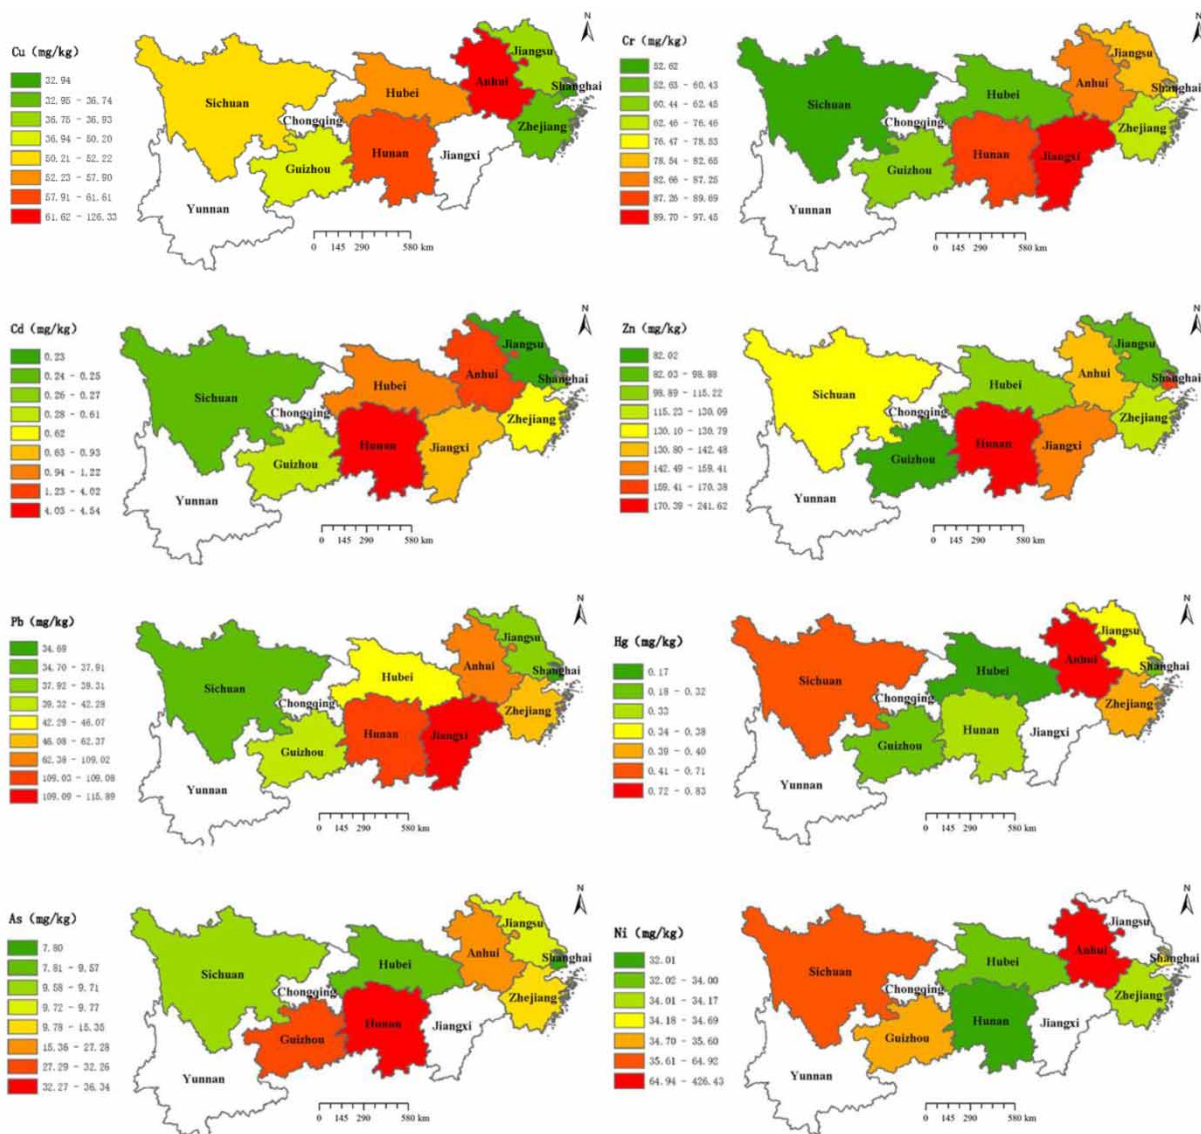 Cu (mg/kg)
32.94
32.95 - 36.74
36.75 - 36.93
36.94 - 50.20
50.21 - 52.22
52.23 - 57.90
57.91 - 61.61
61.62 - 126.33
Sichuan
Chongqing
Guizhou
Yunnan
Hubei
Hunan
Anhui
Jiangsu
Shanghai
Zhejiang
Jiangxi
N
0 145 290 580 km
Cr (mg/kg)
52.62
52.63 - 60.43
60.44 - 62.45
62.46 - 76.46
76.47 - 78.53
78.54 - 82.65
82.66 - 87.25
87.26 - 89.69
89.70 - 97.45
Sichuan
Chongqing
Guizhou
Yunnan
Hubei
Hunan
Anhui
Jiangsu
Shanghai
Zhejiang
Jiangxi
N
0 145 290 580 km
Cd (mg/kg)
0.23
0.24 - 0.25
0.26 - 0.27
0.28 - 0.61
0.62
0.63 - 0.93
0.94 - 1.22
1.23 - 4.02
4.03 - 4.54
Sichuan
Chongqing
Guizhou
Yunnan
Hubei
Hunan
Anhui
Jiangsu
Shanghai
Zhejiang
Jiangxi
N
0 145 290 580 km
Zn (mg/kg)
82.02
82.03 - 98.88
98.89 - 115.22
115.23 - 130.09
130.10 - 130.79
130.80 - 142.48
142.49 - 159.41
159.41 - 170.38
170.39 - 241.62
Sichuan
Chongqing
Guizhou
Yunnan
Hubei
Hunan
Anhui
Jiangsu
Shanghai
Zhejiang
Jiangxi
N
0 145 290 580 km
Pb (mg/kg)
34.69
34.70 - 37.91
37.92 - 39.31
39.32 - 42.28
42.29 - 46.07
46.08 - 62.37
62.38 - 109.02
109.03 - 109.08
109.09 - 115.89
Sichuan
Chongqing
Guizhou
Yunnan
Hubei
Hunan
Anhui
Jiangsu
Shanghai
Zhejiang
Jiangxi
N
0 145 290 580 km
Hg (mg/kg)
0.17
0.18 - 0.32
0.33
0.34 - 0.38
0.39 - 0.40
0.41 - 0.71
0.72 - 0.83
Sichuan
Chongqing
Guizhou
Yunnan
Hubei
Hunan
Anhui
Jiangsu
Shanghai
Zhejiang
Jiangxi
N
0 145 290 580 km
As (mg/kg)
7.80
7.81 - 9.57
9.58 - 9.71
9.72 - 9.77
9.78 - 15.35
15.36 - 27.28
27.29 - 32.26
32.27 - 36.34
Sichuan
Chongqing
Guizhou
Yunnan
Hubei
Hunan
Anhui
Jiangsu
Shanghai
Zhejiang
Jiangxi
N
0 145 290 580 km
Ni (mg/kg)
32.01
32.02 - 34.00
34.01 - 34.17
34.18 - 34.69
34.70 - 35.60
35.61 - 64.92
64.94 - 426.43
Sichuan
Chongqing
Guizhou
Yunnan
Hubei
Hunan
Anhui
Jiangsu
Shanghai
Zhejiang
Jiangxi
N
0 145 290 580 km